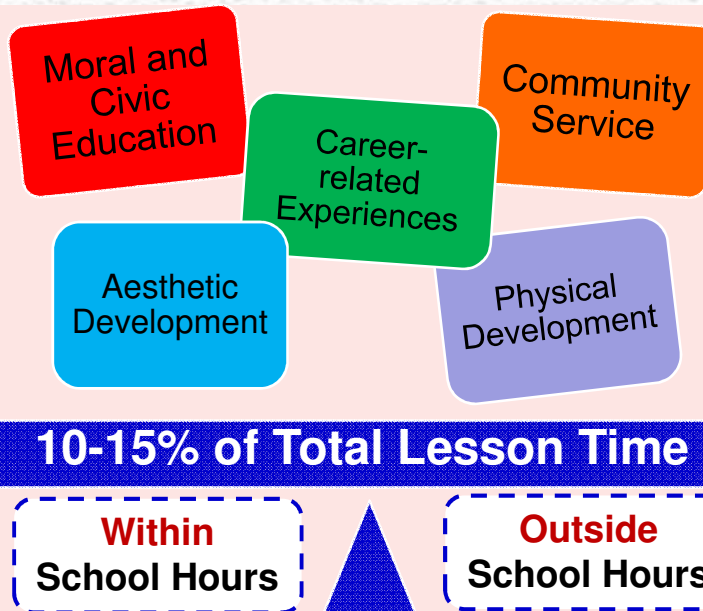 Moral and
Civic
Education
Community
Service
Career-
related
Experiences
Aesthetic
Development
Physical
Development
10-15% of Total Lesson Time
Within
School Hours
Outside
School Hours